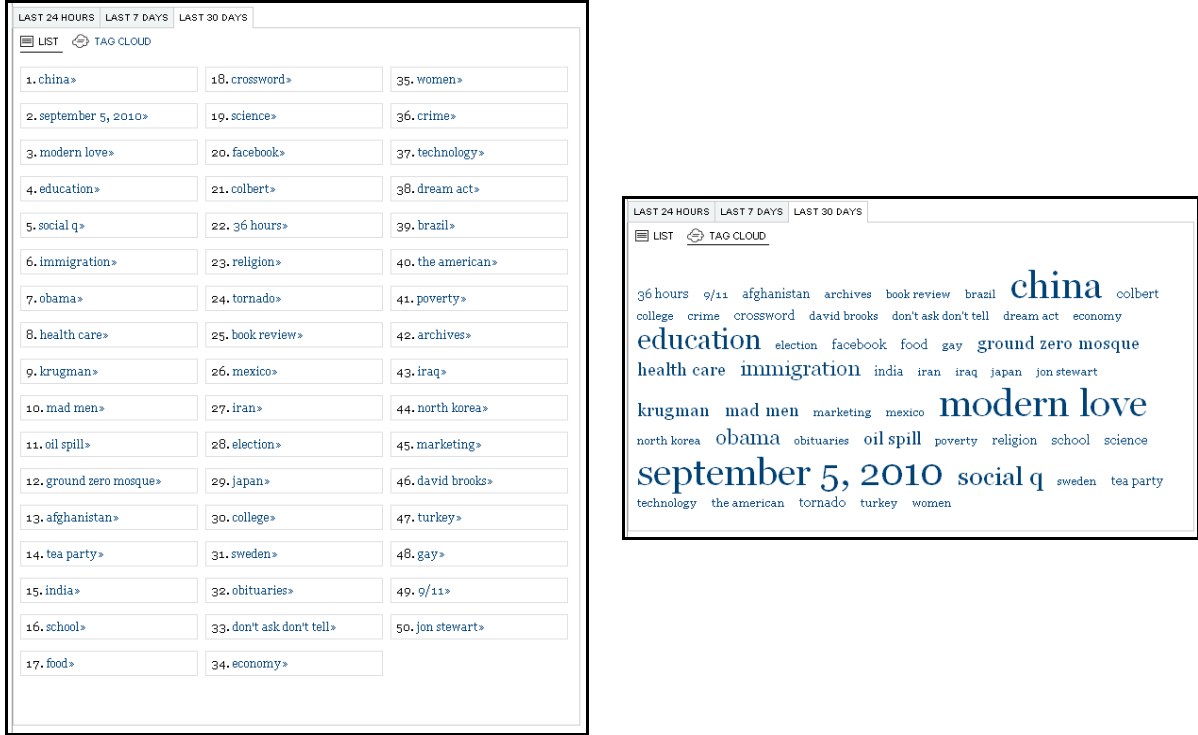 LAST 24 HOURS LAST 7 DAYS LAST 30 DAYS
LIST TAG CLOUD
1. china»
2. september 5, 2010»
3. modern love»
4. education»
5. social q»
6. immigration»
7. obama»
8. health care»
9. krugman»
10. mad men»
11. oil spill»
12. ground zero mosque»
13. afghanistan»
14. tea party»
15. india»
16. school»
17. food»
18. crossword»
19. science»
20. facebook»
21. colbert»
22. 36 hours»
23. religion»
24. tornado»
25. book review»
26. mexico»
27. iran»
28. election»
29. japan»
30. college»
31. sweden»
32. obituaries»
33. don't ask don't tell»
34. economy»
35. women»
36. crime»
37. technology»
38. dream act»
39. brazil»
40. the american»
41. poverty»
42. archives»
43. iraq»
44. north korea»
45. marketing»
46. david brooks»
47. turkey»
48. gay»
49. 9/11»
50. jon stewart»
LAST 24 HOURS LAST 7 DAYS LAST 30 DAYS
LIST TAG CLOUD
36 hours 9/11 afghanistan archives book review brazil china colbert
college crime crossword david brooks don't ask don't tell dream act economy
education election facebook food gay ground zero mosque
health care immigration india iran iraq japan jon stewart
krugman mad men marketing mexico modern love
north korea obama obituaries oil spill poverty religion school science
september 5, 2010 social q sweden tea party
technology the american tornado turkey women